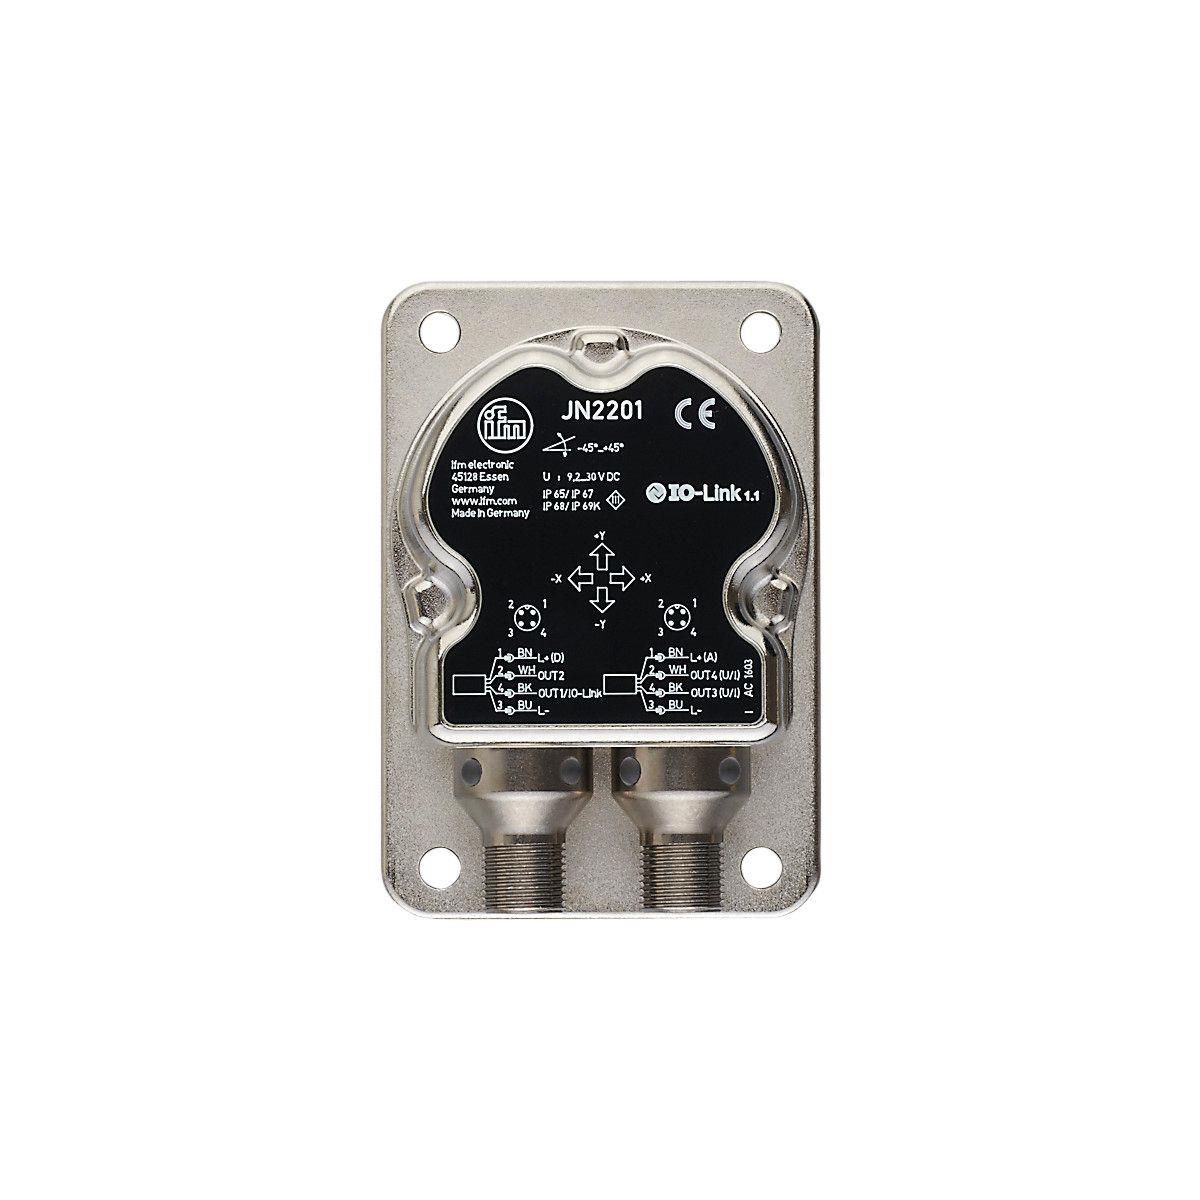 ifm
JN2201
CE
-45°...+45°
ifm electronic
45128 Essen
Germany
www.ifm.com
Made in Germany
U : 9,2...30V DC
IP 65/ IP 67
IP 68/ IP 69K
III
IO-Link 1.1
+Y
-X +X
-Y
2 1
3 4
2 1
3 4
1 BN L+(D)
2 WH OUT2
4 BK OUT1/IO-Link
3 BU L-
1 BN L+(A)
2 WH OUT4 (U/I)
4 BK OUT3 (U/I)
3 BU L-
AC 1603